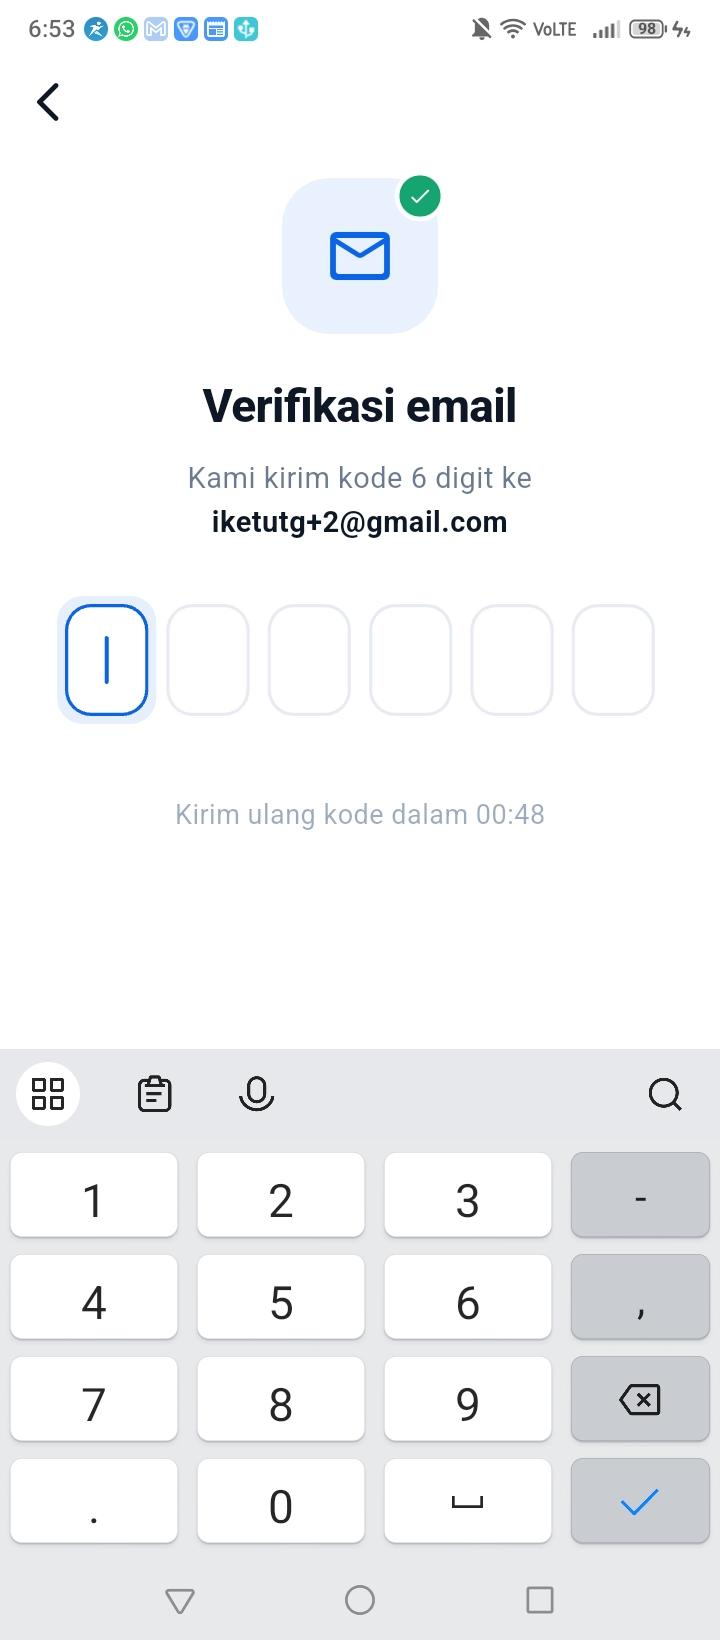 6:53 VoLTE 98
Verifikasi email
Kami kirim kode 6 digit ke
iketutg+2@gmail.com
Kirim ulang kode dalam 00:48
1 2 3 -
4 5 6 ,
7 8 9
. 0